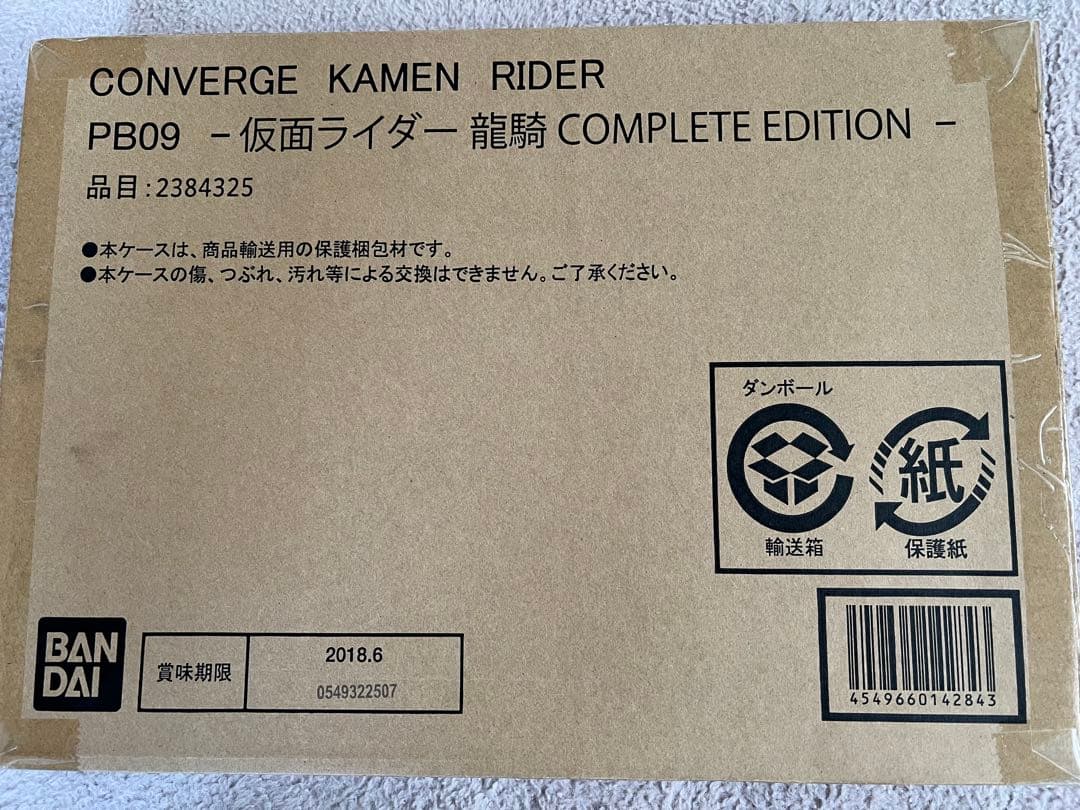 CONVERGE KAMEN RIDER
PB09 －仮面ライダー 龍騎 COMPLETE EDITION －
品目：2384325
●本ケースは、商品輸送用の保護梱包材です。
●本ケースの傷、つぶれ、汚れ等による交換はできません。ご了承ください。
ダンボール
紙
輸送箱
保護紙
BAN
DAI
賞味期限
2018.6
0549322507
4549660142843